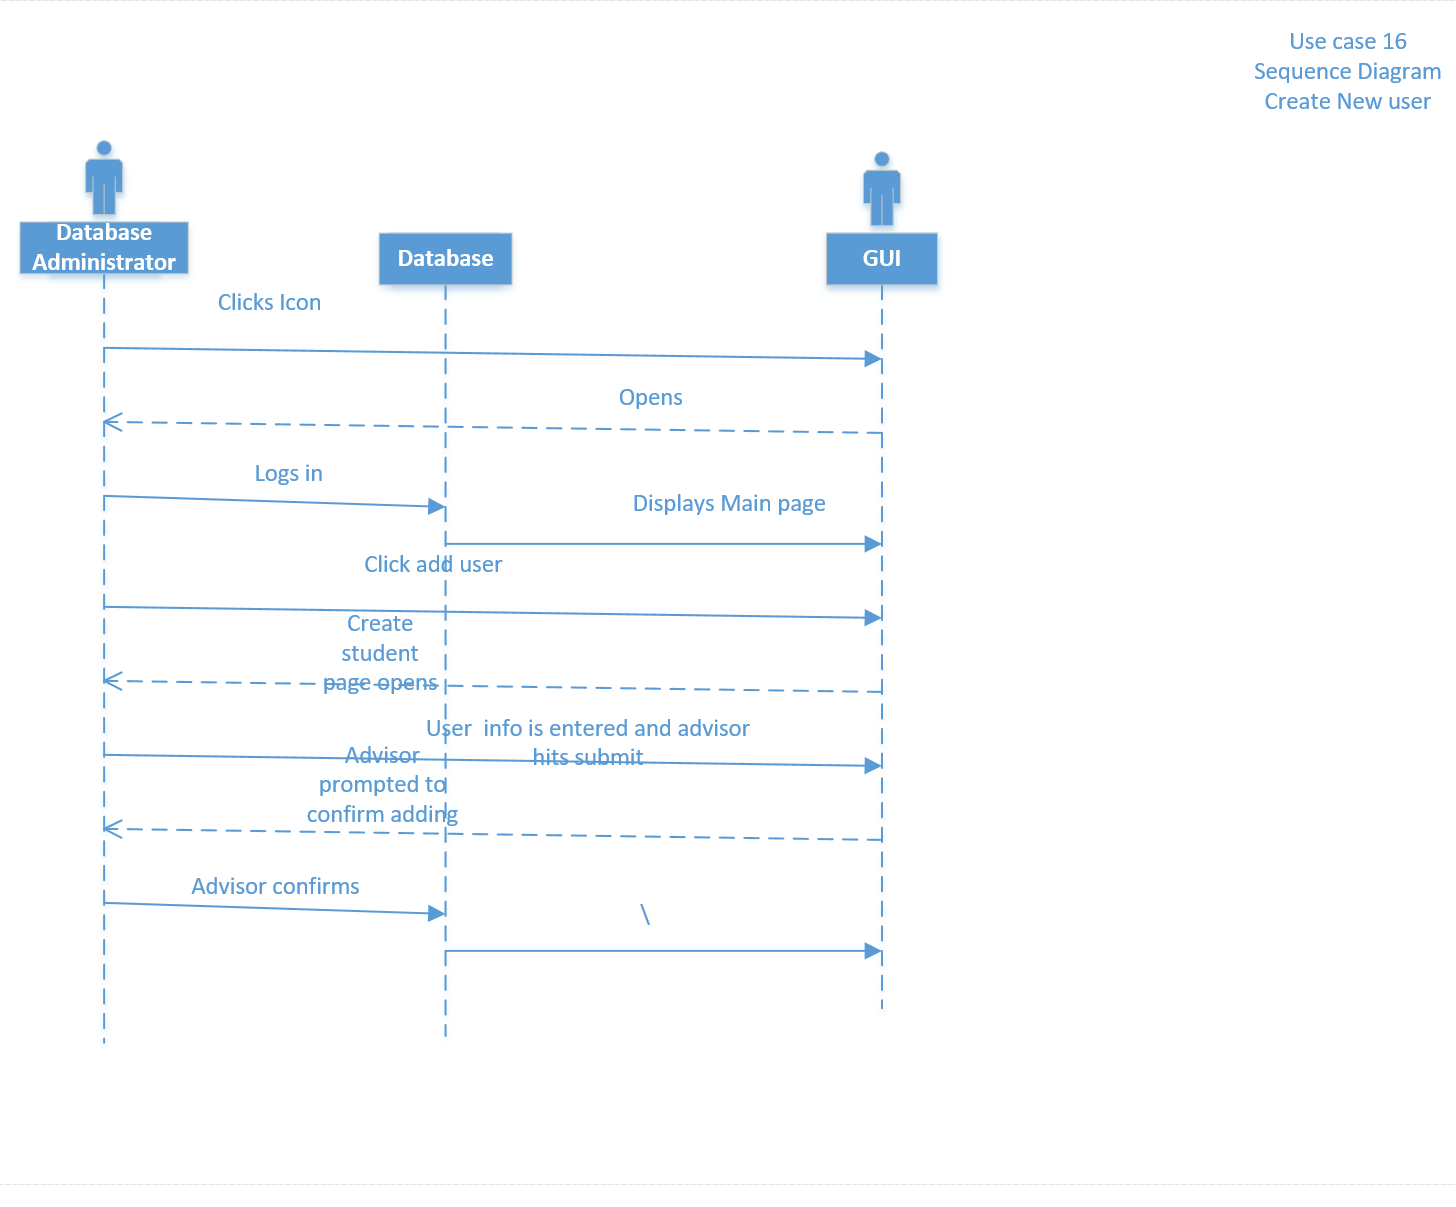 Use case 16
Sequence Diagram
Create New user
Database
Administrator
Database
GUI
Clicks Icon
Opens
Logs in
Displays Main page
Click add user
Create
student
page opens
User  info is entered and advisor
hits submit
Advisor
prompted to
confirm adding
Advisor confirms
\